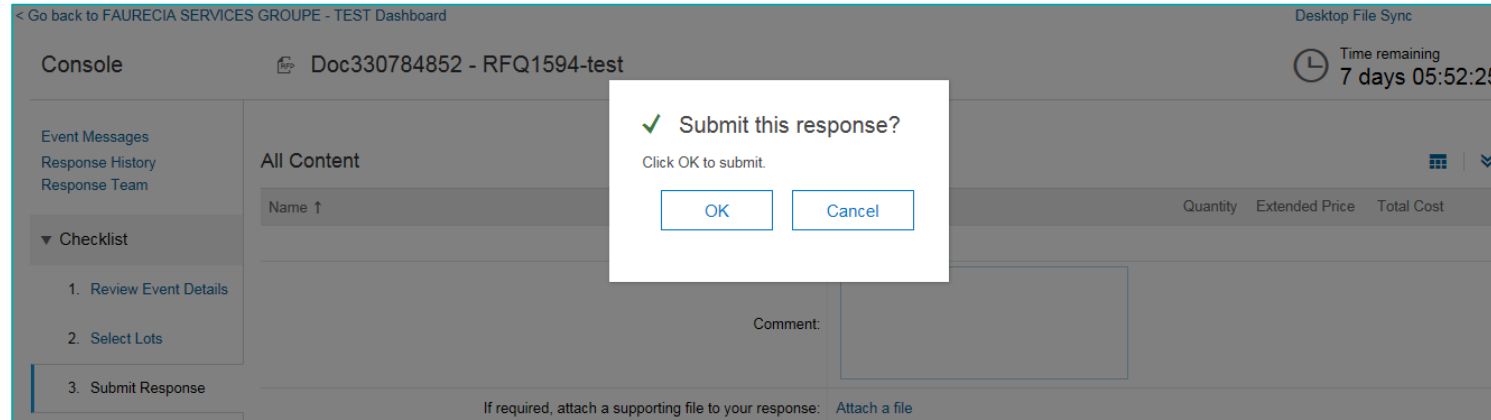 < Go back to FAURECIA SERVICES GROUPE - TEST Dashboard
Desktop File Sync
Console
RFP
Doc330784852 - RFQ1594-test
Time remaining
7 days 05:52:25
Submit this response?
Click OK to submit.
OK
Cancel
Event Messages
Response History
Response Team
All Content
Name ↑
Quantity Extended Price Total Cost
▼ Checklist
1. Review Event Details
2. Select Lots
3. Submit Response
Comment:
If required, attach a supporting file to your response: Attach a file